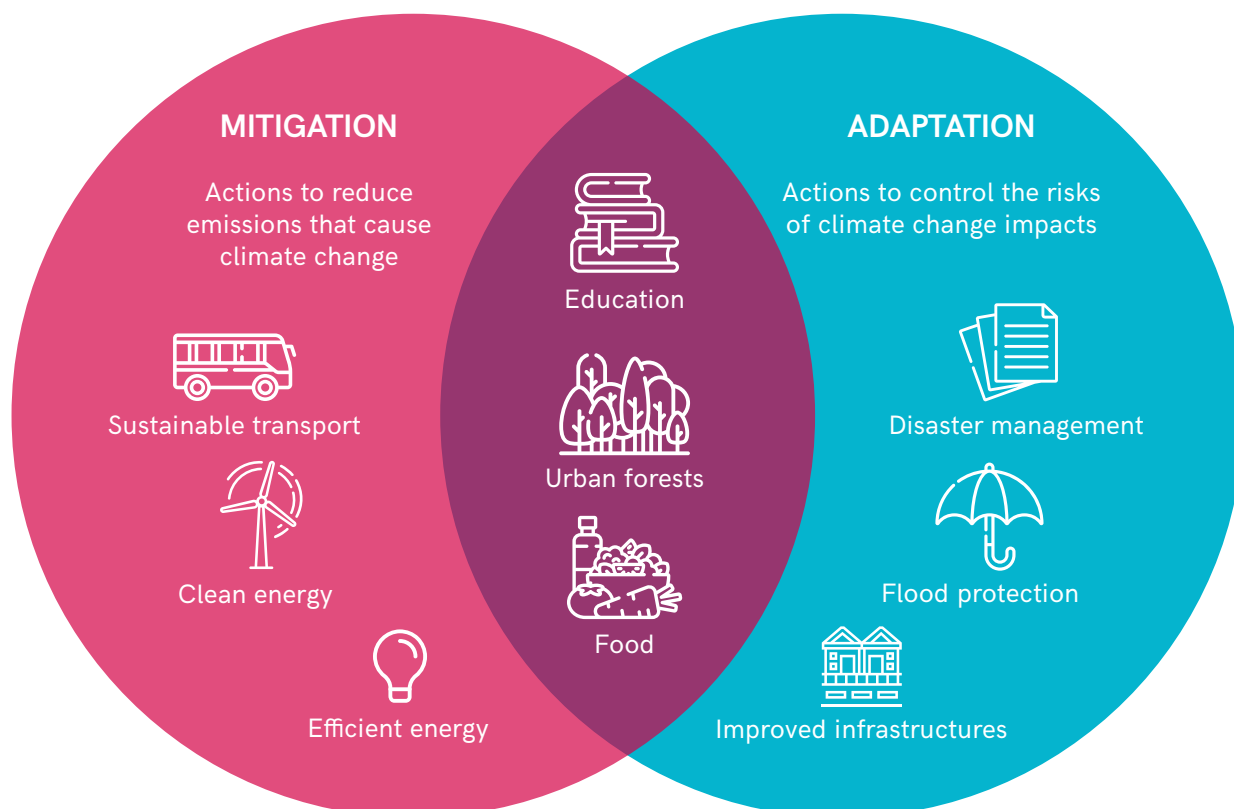 MITIGATION
Actions to reduce
emissions that cause
climate change
Sustainable transport
Clean energy
Efficient energy
Education
Urban forests
Food
ADAPTATION
Actions to control the risks
of climate change impacts
Disaster management
Flood protection
Improved infrastructures